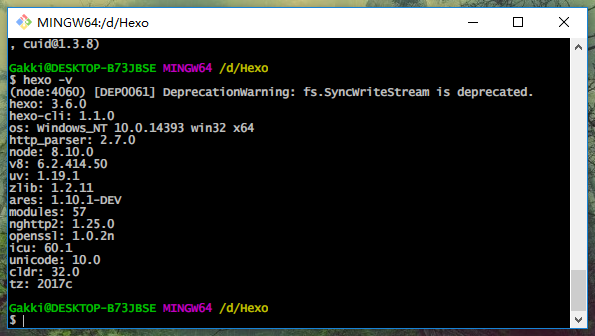 MINGW64:/d/Hexo
, cuid@1.3.8)
Gakki@DESKTOP-B73JBSE MINGW64 /d/Hexo
$ hexo -v
(node:4060) [DEP0061] DeprecationWarning: fs.SyncWriteStream is deprecated.
hexo: 3.6.0
hexo-cli: 1.1.0
os: Windows_NT 10.0.14393 win32 x64
http_parser: 2.7.0
node: 8.10.0
v8: 6.2.414.50
uv: 1.19.1
zlib: 1.2.11
ares: 1.10.1-DEV
modules: 57
nghttp2: 1.25.0
openssl: 1.0.2n
icu: 60.1
unicode: 10.0
cldr: 32.0
tz: 2017c
Gakki@DESKTOP-B73JBSE MINGW64 /d/Hexo
$